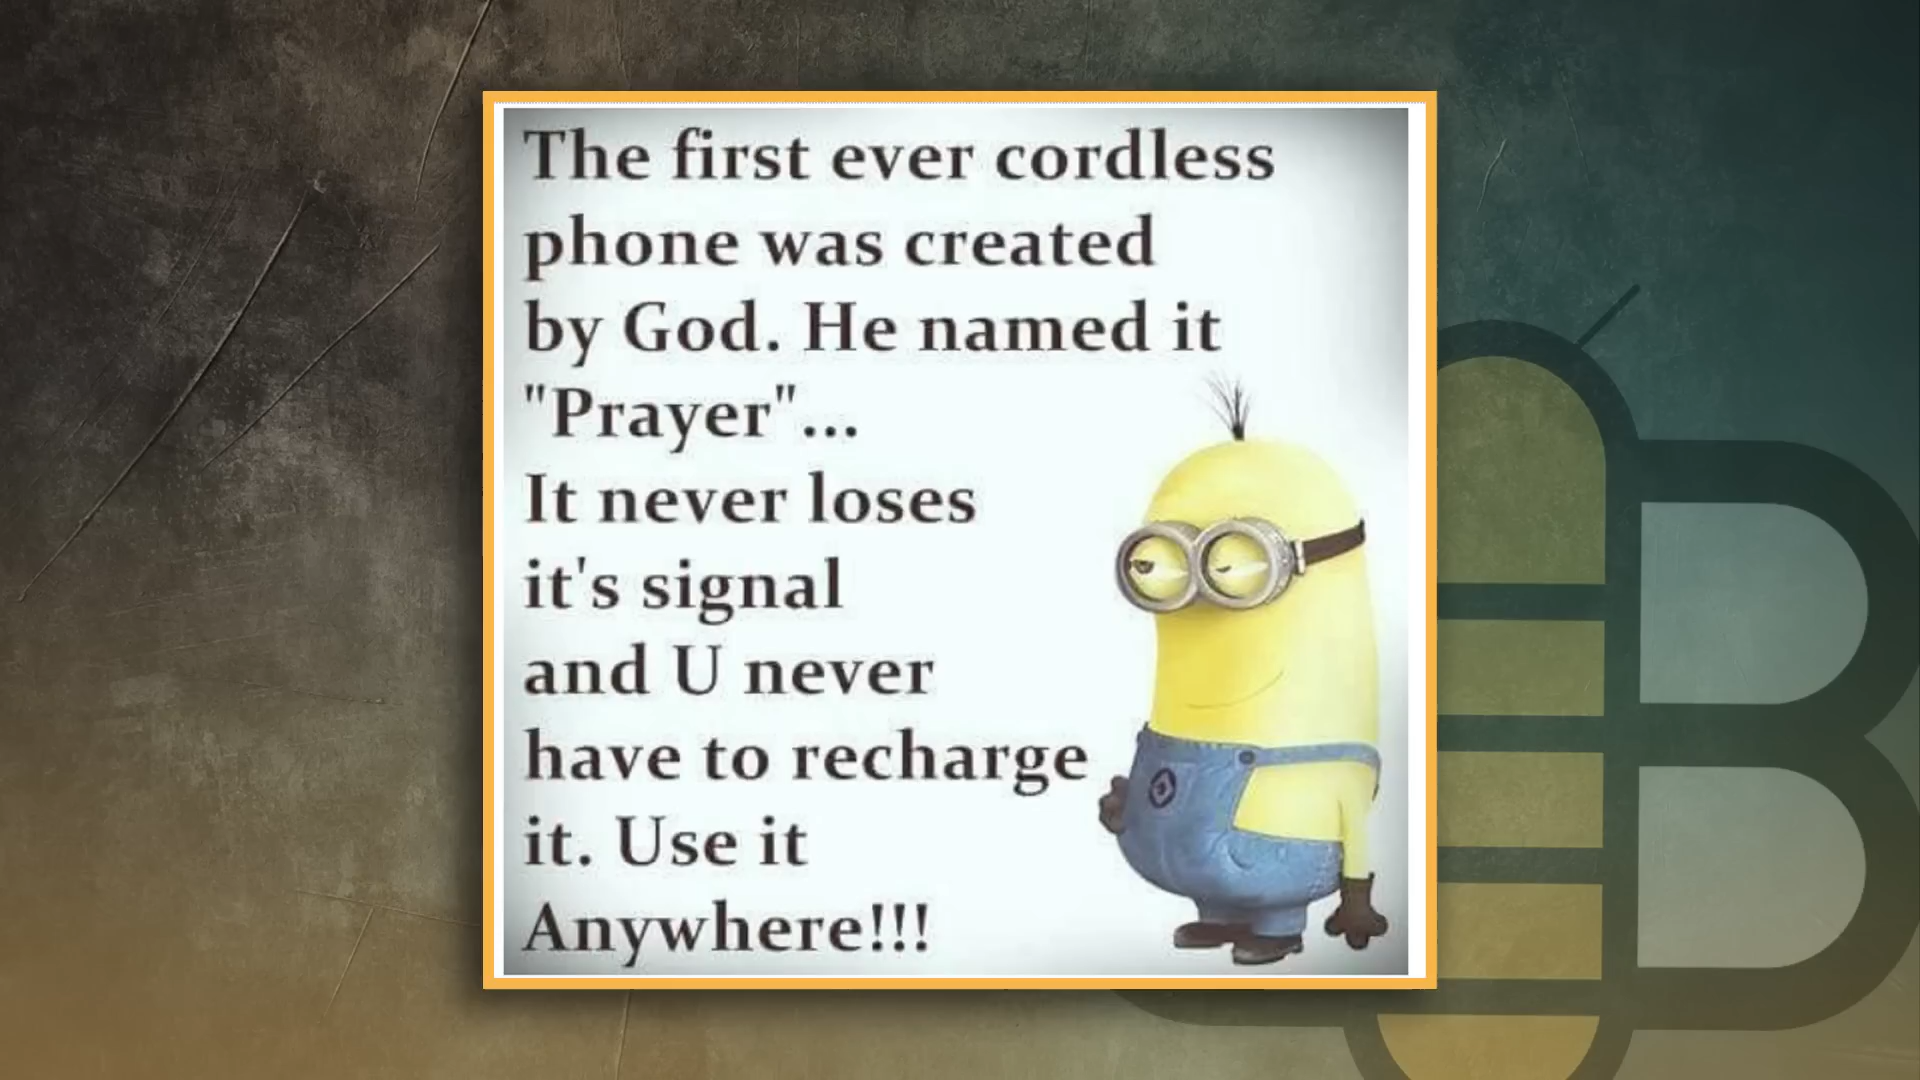 The first ever cordless
phone was created
by God. He named it
"Prayer"...
It never loses
it's signal
and U never
have to recharge
it. Use it
Anywhere!!!